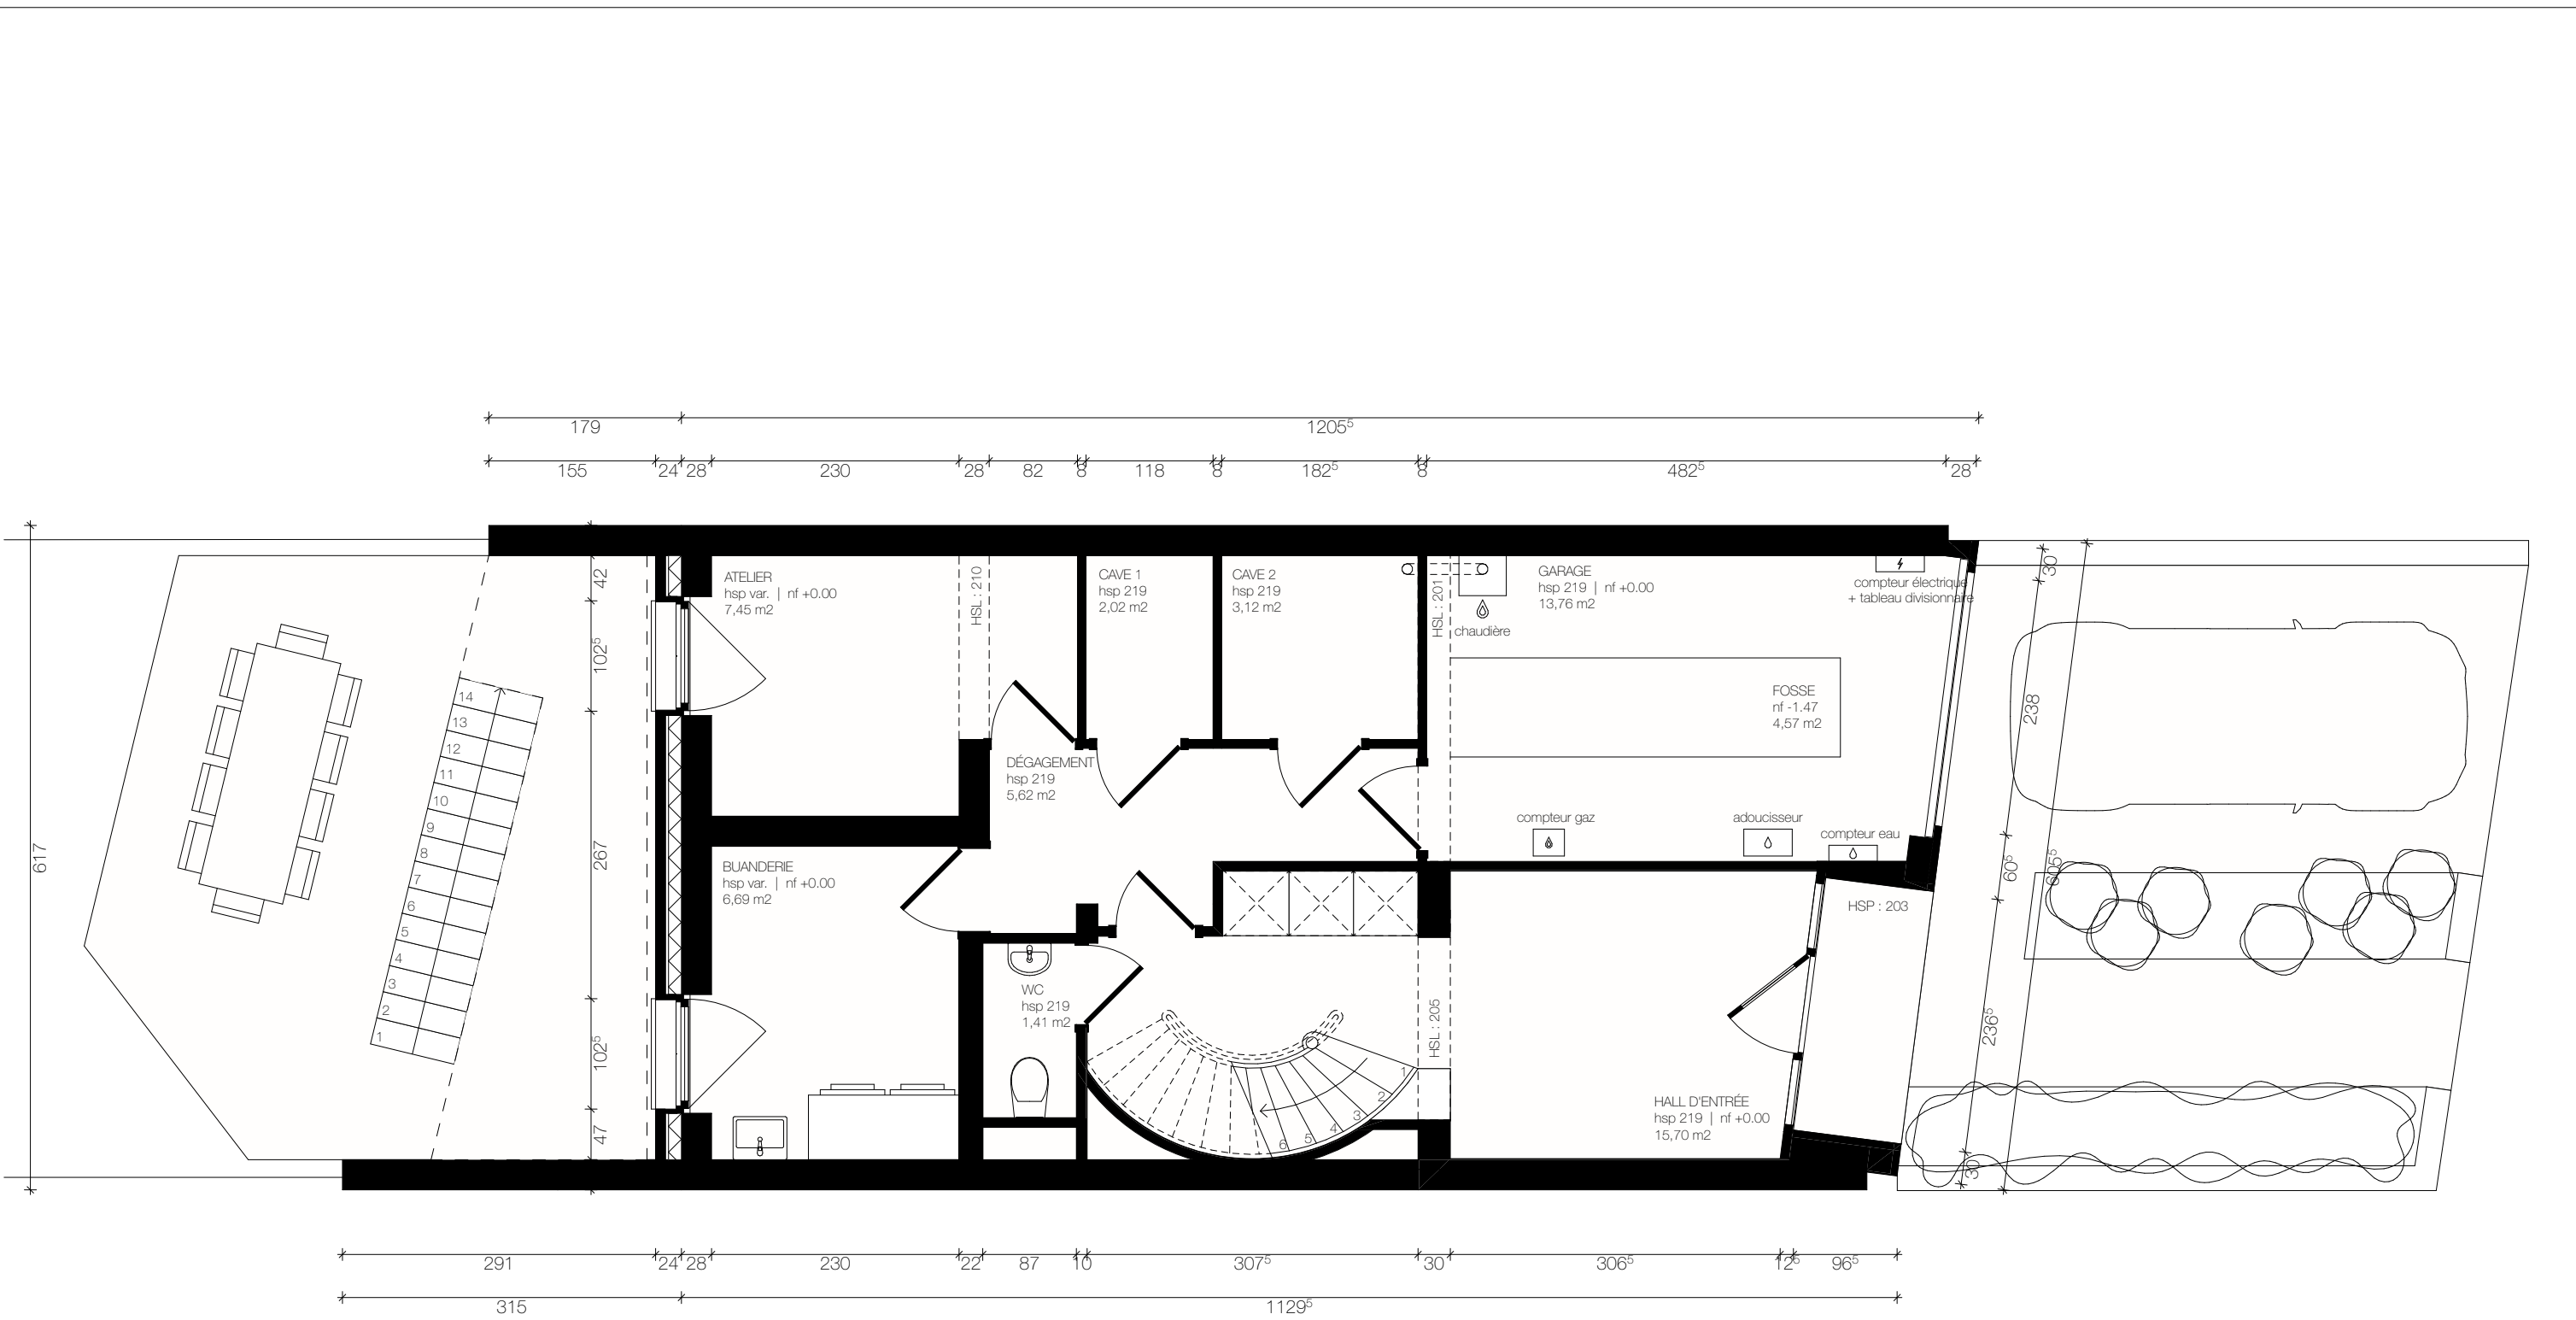 179
1205⁵
155
24
28
230
28
82
8
118
8
182⁵
8
482⁵
28
617
42
102⁵
267
102⁵
47
14
13
12
11
10
9
8
7
6
5
4
3
2
1
ATELIER
hsp var. | nf +0.00
7,45 m2
HSL : 210
CAVE 1
hsp 219
2,02 m2
CAVE 2
hsp 219
3,12 m2
HSL : 201
chaudière
GARAGE
hsp 219 | nf +0.00
13,76 m2
compteur électrique
+ tableau divisionnaire
FOSSE
nf -1.47
4,57 m2
DÉGAGEMENT
hsp 219
5,62 m2
compteur gaz
adoucisseur
compteur eau
BUANDERIE
hsp var. | nf +0.00
6,69 m2
HSP : 203
WC
hsp 219
1,41 m2
HSL : 205
1
2
3
4
5
6
HALL D'ENTRÉE
hsp 219 | nf +0.00
15,70 m2
30
238
60⁵
605⁵
236⁵
30
291
24
28
230
22
87
10
307⁵
30
306⁵
12⁵
96⁵
315
1129⁵